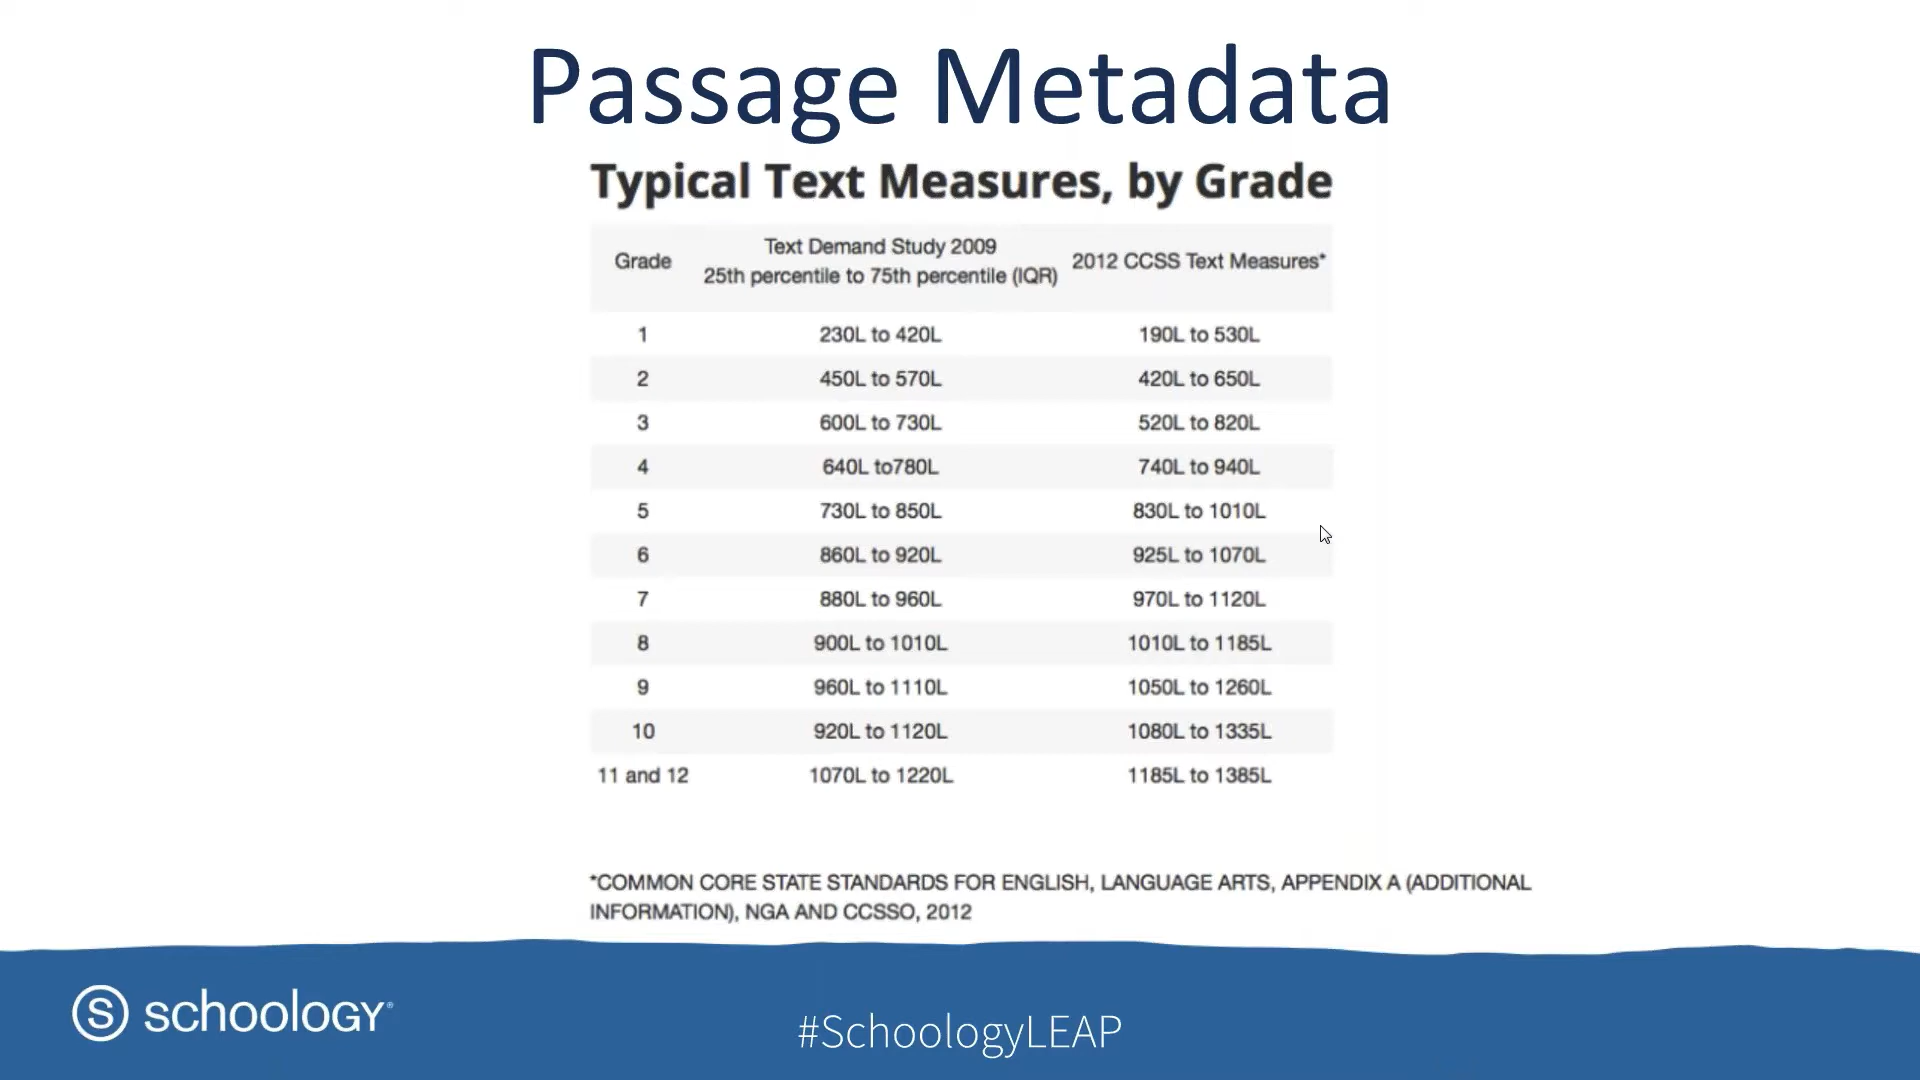 Passage Metadata
Typical Text Measures, by Grade
Grade
Text Demand Study 2009
25th percentile to 75th percentile (IQR)
2012 CCSS Text Measures*
1 230L to 420L 190L to 530L
2 450L to 570L 420L to 650L
3 600L to 730L 520L to 820L
4 640L to780L 740L to 940L
5 730L to 850L 830L to 1010L
6 860L to 920L 925L to 1070L
7 880L to 960L 970L to 1120L
8 900L to 1010L 1010L to 1185L
9 960L to 1110L 1050L to 1260L
10 920L to 1120L 1080L to 1335L
11 and 12 1070L to 1220L 1185L to 1385L
*COMMON CORE STATE STANDARDS FOR ENGLISH, LANGUAGE ARTS, APPENDIX A (ADDITIONAL
INFORMATION), NGA AND CCSSO, 2012
S schoology®
#SchoologyLEAP